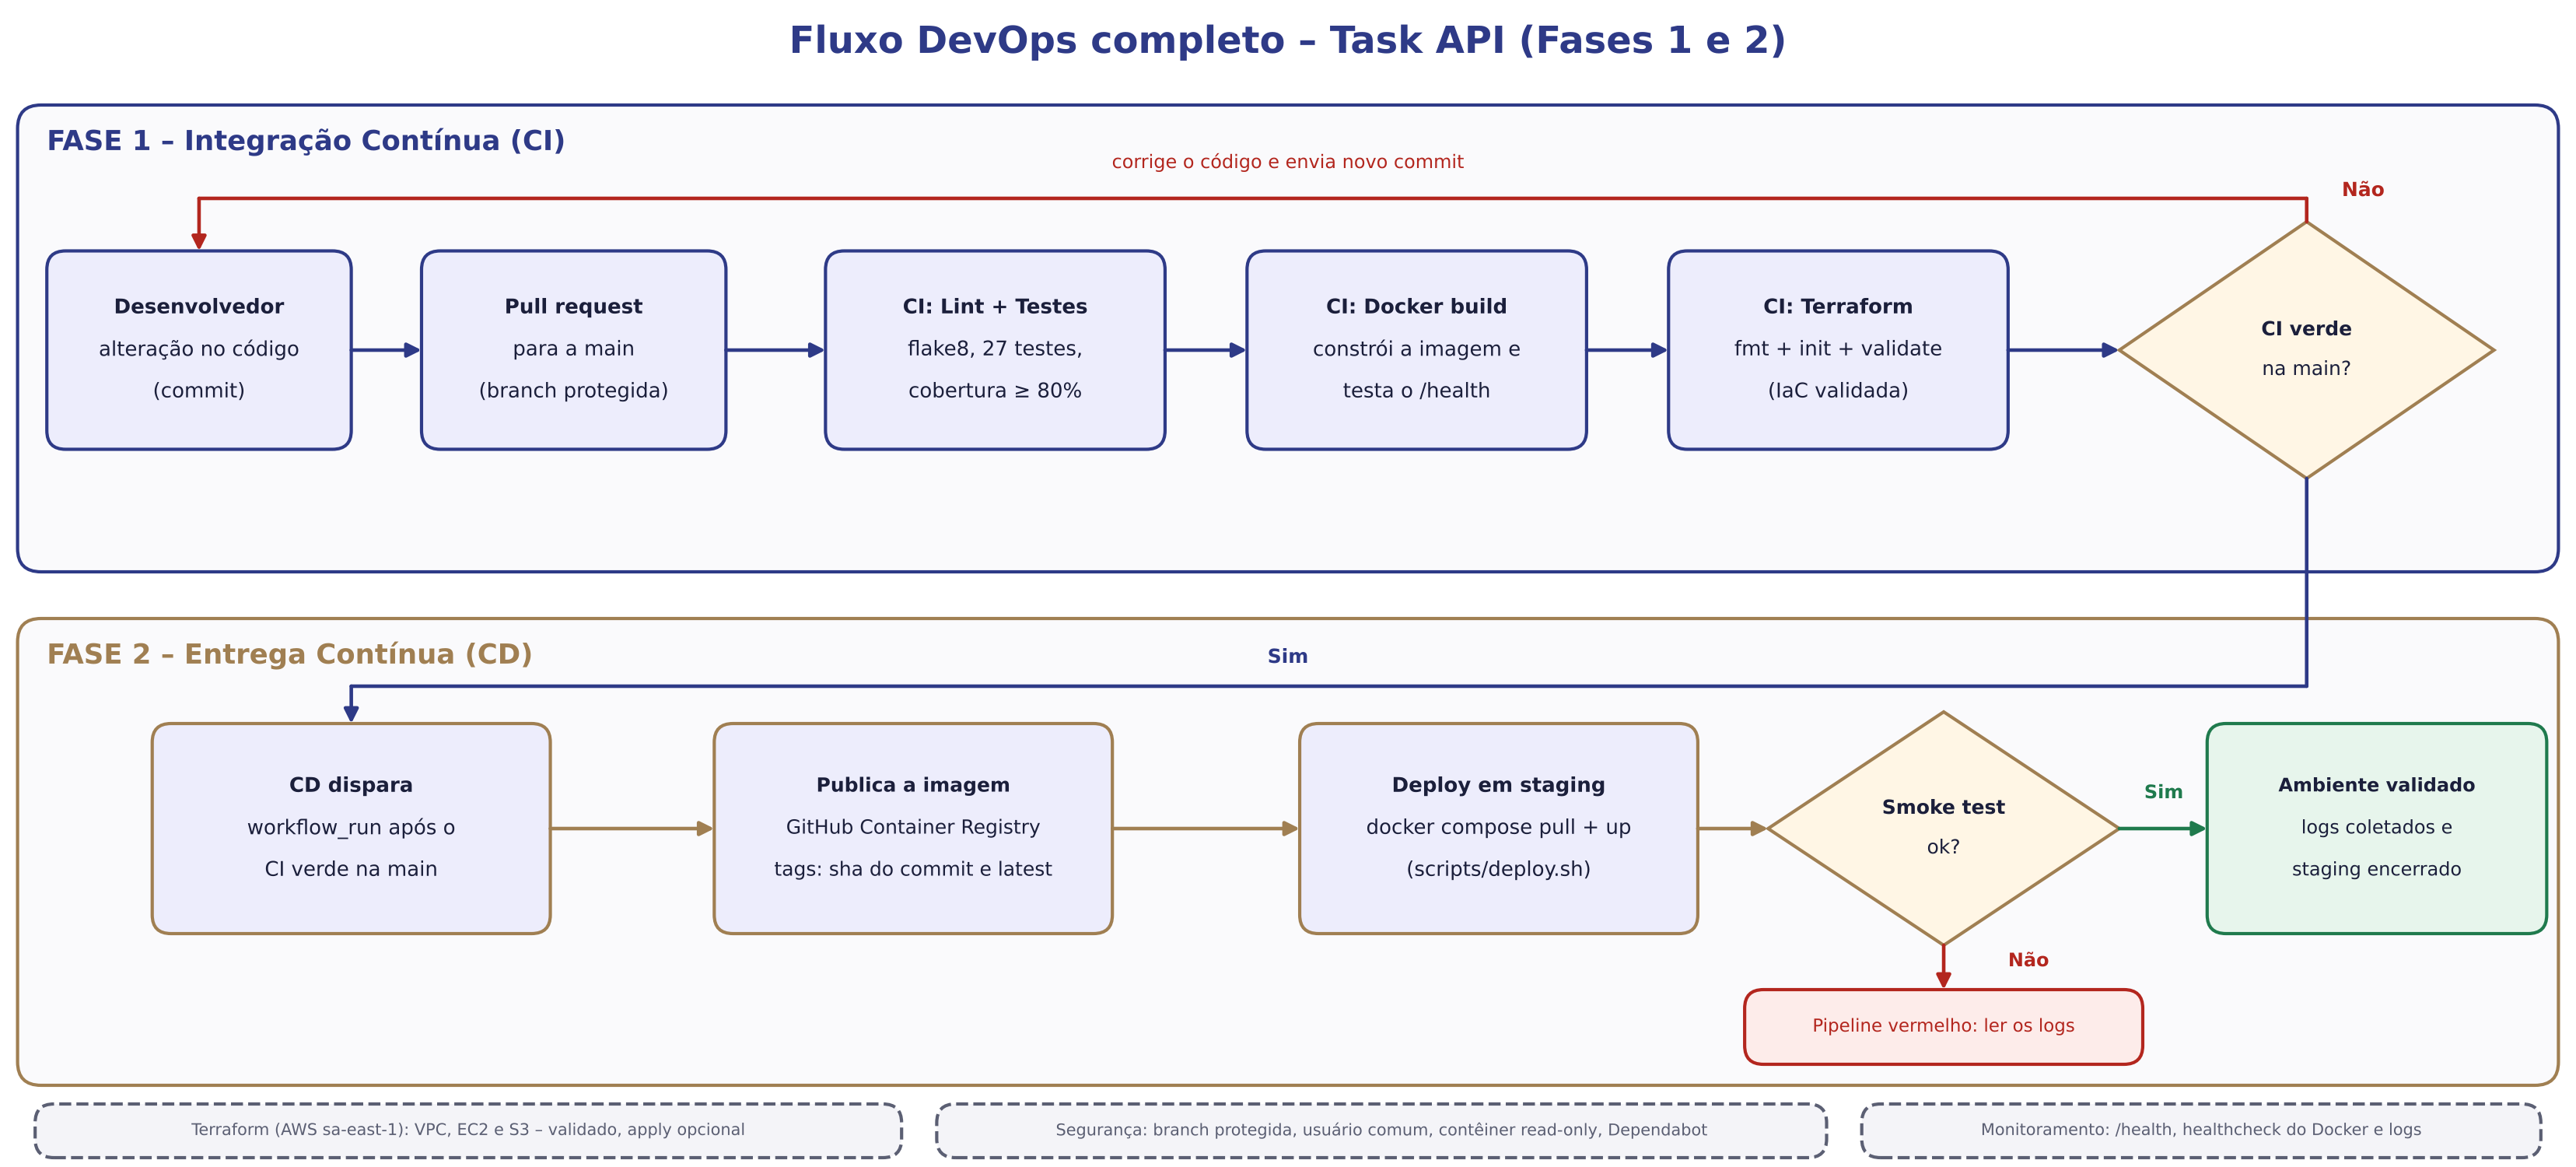 Fluxo DevOps completo – Task API (Fases 1 e 2)
FASE 1 – Integração Contínua (CI)
corrige o código e envia novo commit
Não
Desenvolvedor
alteração no código
(commit)
Pull request
para a main
(branch protegida)
CI: Lint + Testes
flake8, 27 testes,
cobertura ≥ 80%
CI: Docker build
constrói a imagem e
testa o /health
CI: Terraform
fmt + init + validate
(IaC validada)
CI verde
na main?
FASE 2 – Entrega Contínua (CD)
Sim
CD dispara
workflow_run após o
CI verde na main
Publica a imagem
GitHub Container Registry
tags: sha do commit e latest
Deploy em staging
docker compose pull + up
(scripts/deploy.sh)
Smoke test
ok?
Sim
Ambiente validado
logs coletados e
staging encerrado
Não
Pipeline vermelho: ler os logs
Terraform (AWS sa-east-1): VPC, EC2 e S3 – validado, apply opcional
Segurança: branch protegida, usuário comum, contêiner read-only, Dependabot
Monitoramento: /health, healthcheck do Docker e logs